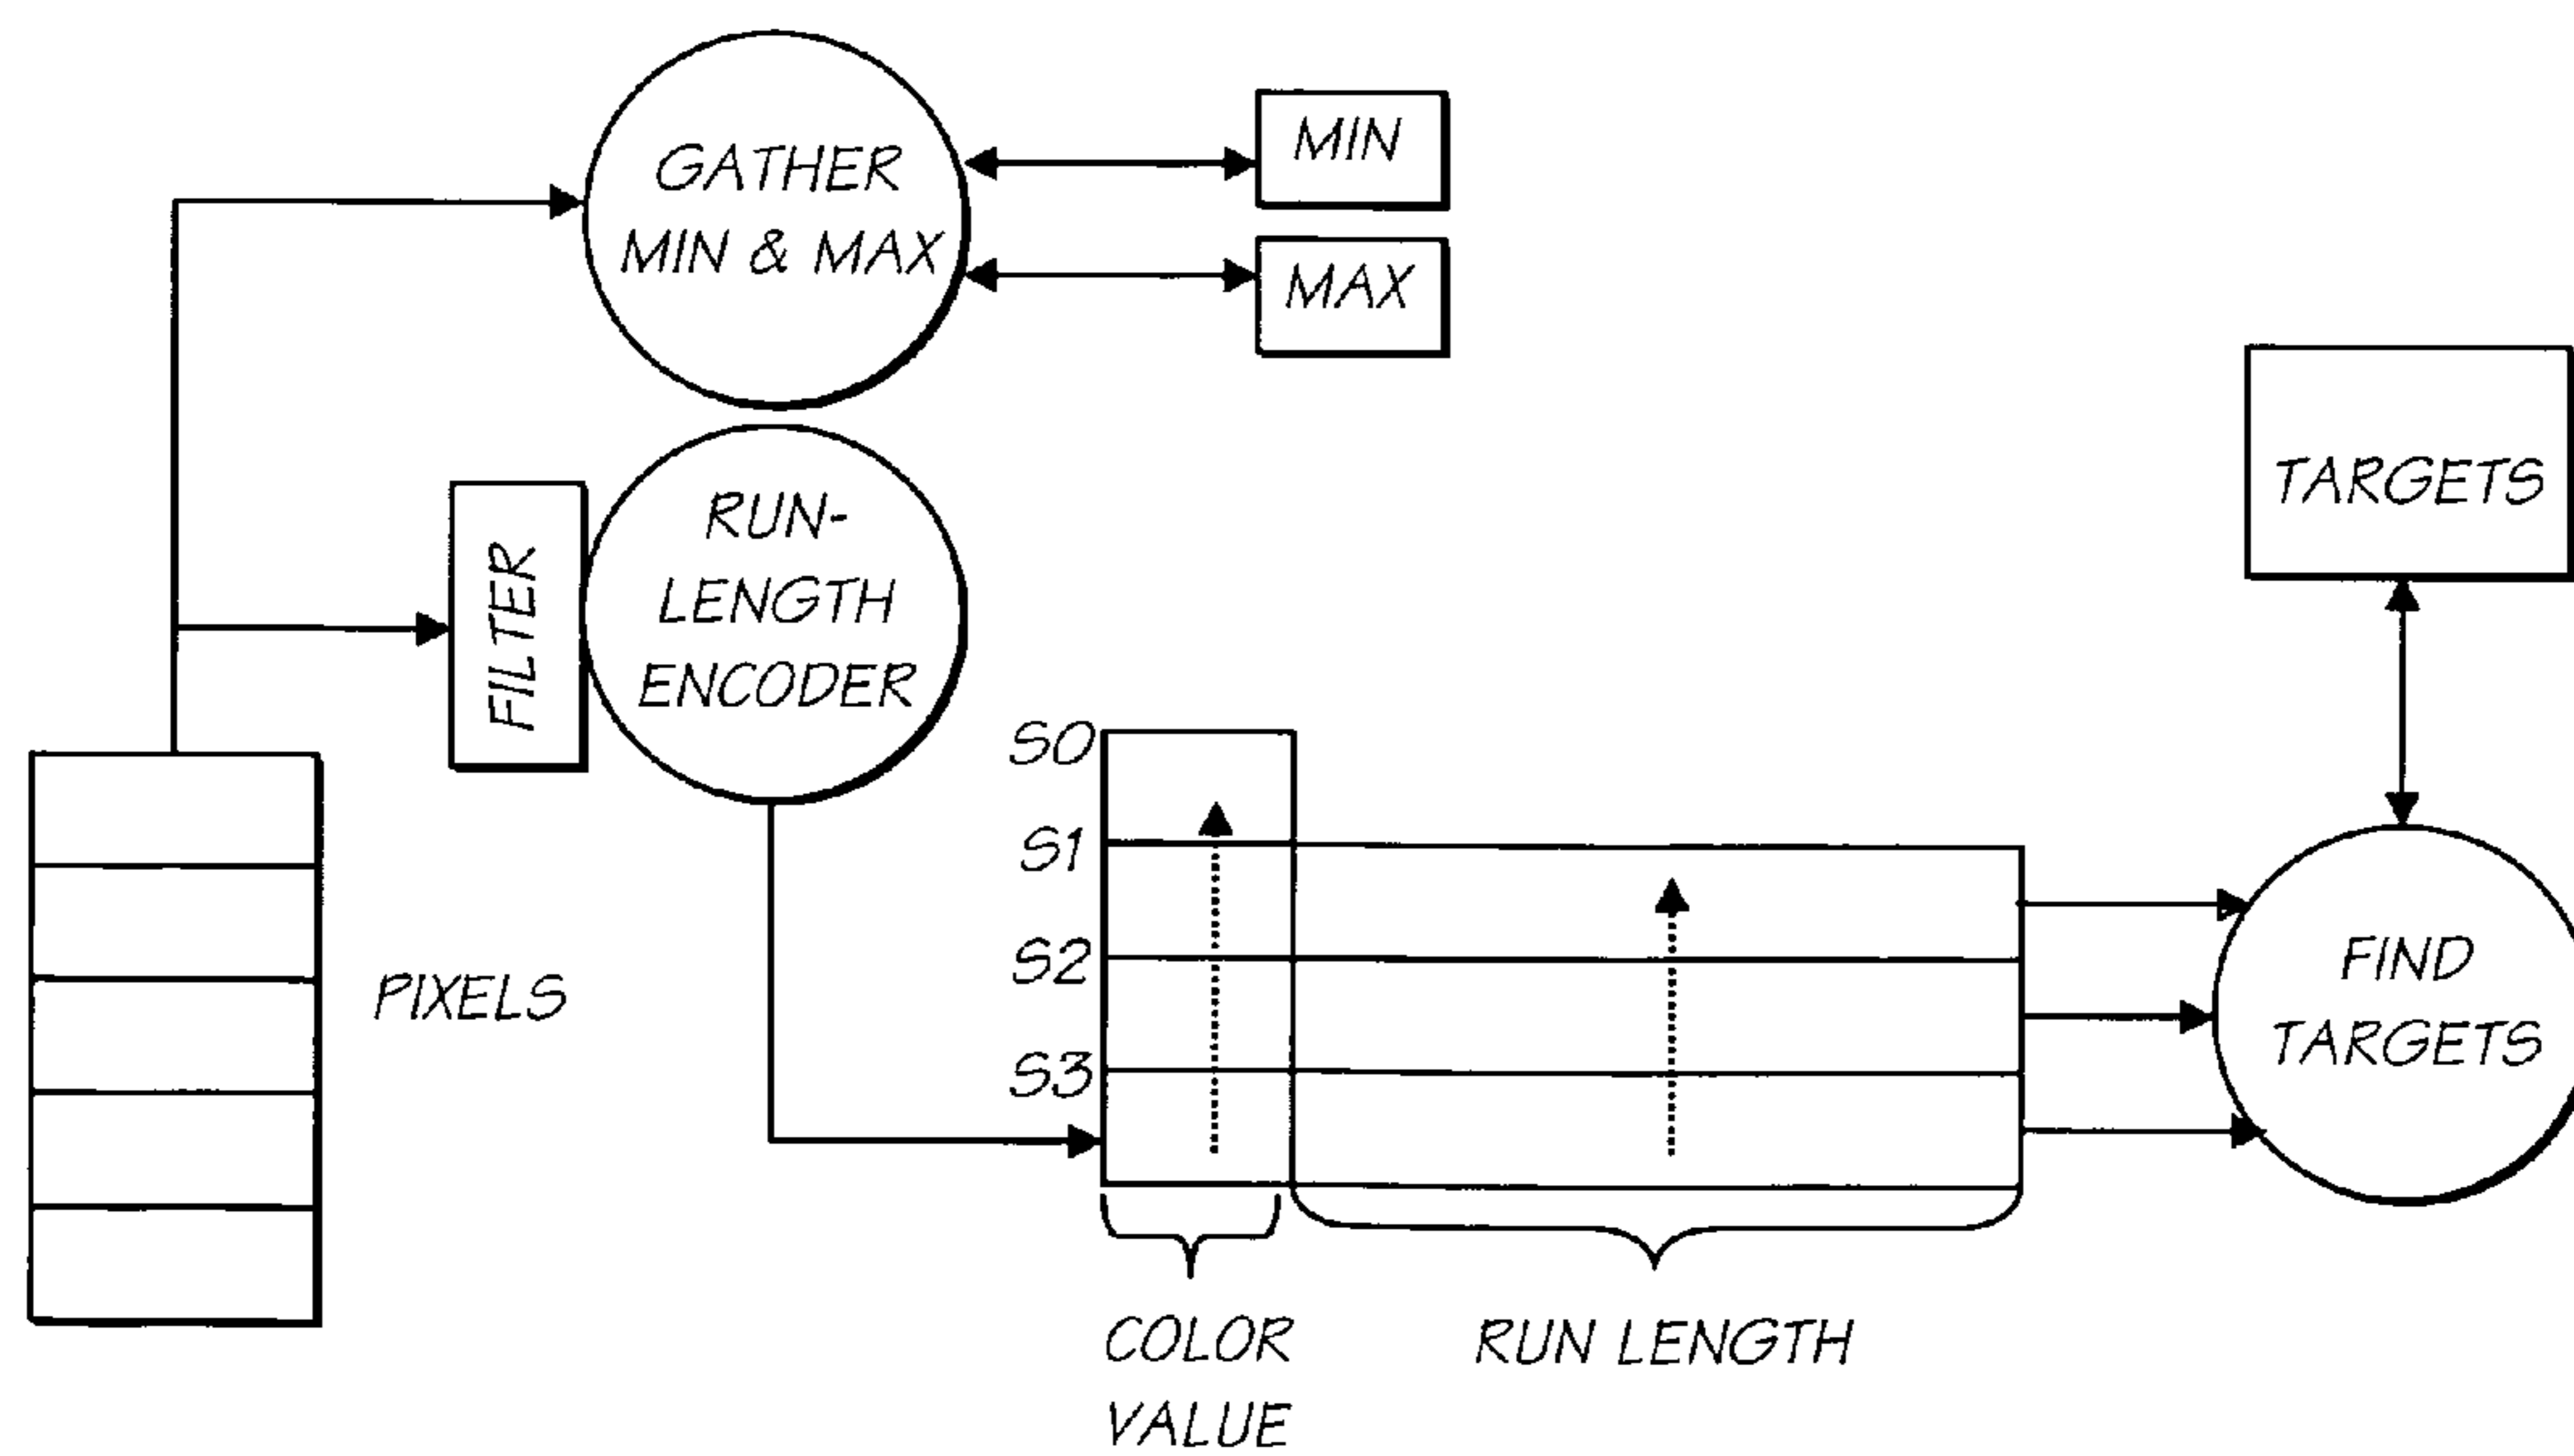 GATHER
MIN & MAX
MIN
MAX
TARGETS
FILTER
RUN-
LENGTH
ENCODER
S0
S1
S2
S3
PIXELS
FIND
TARGETS
COLOR
VALUE
RUN LENGTH